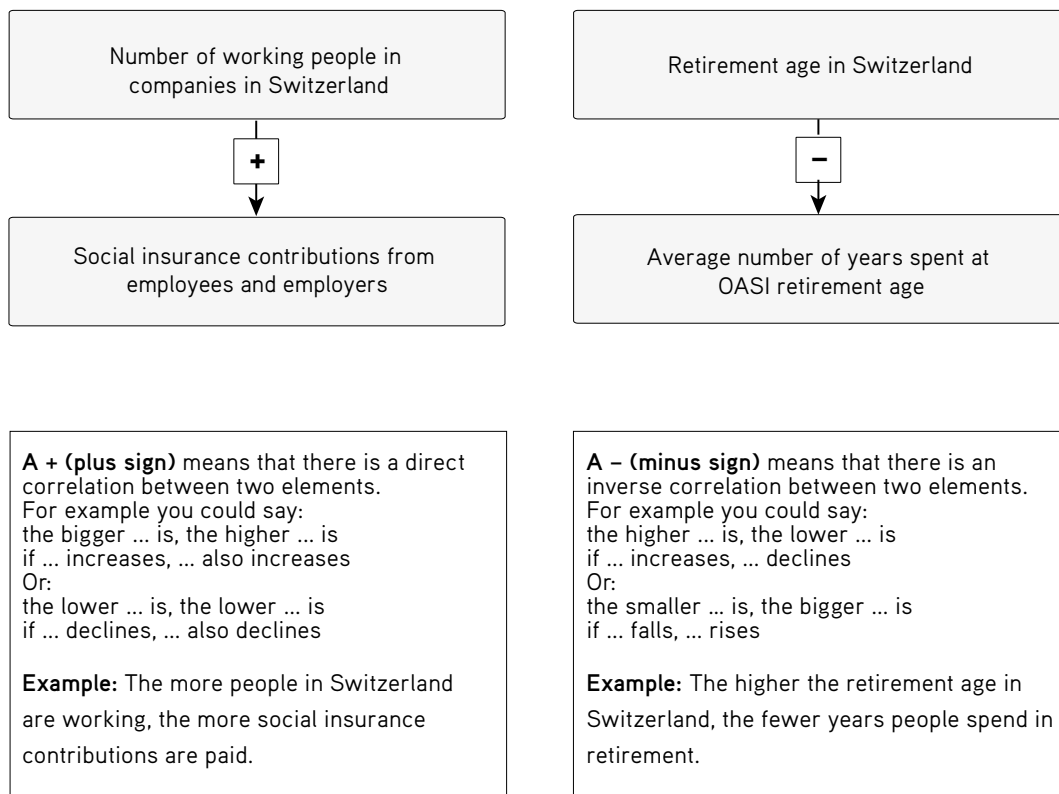 Number of working people in
companies in Switzerland
+
Social insurance contributions from
employees and employers
Retirement age in Switzerland
–
Average number of years spent at
OASI retirement age
A + (plus sign) means that there is a direct
correlation between two elements.
For example you could say:
the bigger ... is, the higher ... is
if ... increases, ... also increases
Or:
the lower ... is, the lower ... is
if ... declines, ... also declines
Example: The more people in Switzerland
are working, the more social insurance
contributions are paid.
A – (minus sign) means that there is an
inverse correlation between two elements.
For example you could say:
the higher ... is, the lower ... is
if ... increases, ... declines
Or:
the smaller ... is, the bigger ... is
if ... falls, ... rises
Example: The higher the retirement age in
Switzerland, the fewer years people spend in
retirement.